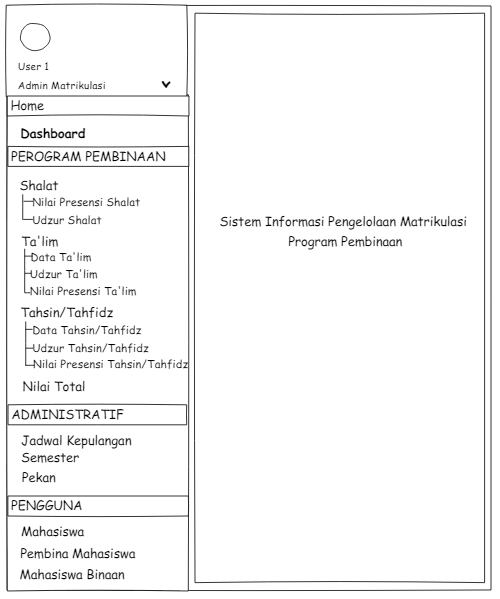 User 1
Admin Matrikulasi
Home
Dashboard
PEROGRAM PEMBINAAN
Shalat
Nilai Presensi Shalat
Udzur Shalat
Ta'lim
Data Ta'lim
Udzur Ta'lim
Nilai Presensi Ta'lim
Tahsin/Tahfidz
Data Tahsin/Tahfidz
Udzur Tahsin/Tahfidz
Nilai Presensi Tahsin/Tahfidz
Nilai Total
ADMINISTRATIF
Jadwal Kepulangan
Semester
Pekan
PENGGUNA
Mahasiswa
Pembina Mahasiswa
Mahasiswa Binaan
Sistem Informasi Pengelolaan Matrikulasi
Program Pembinaan